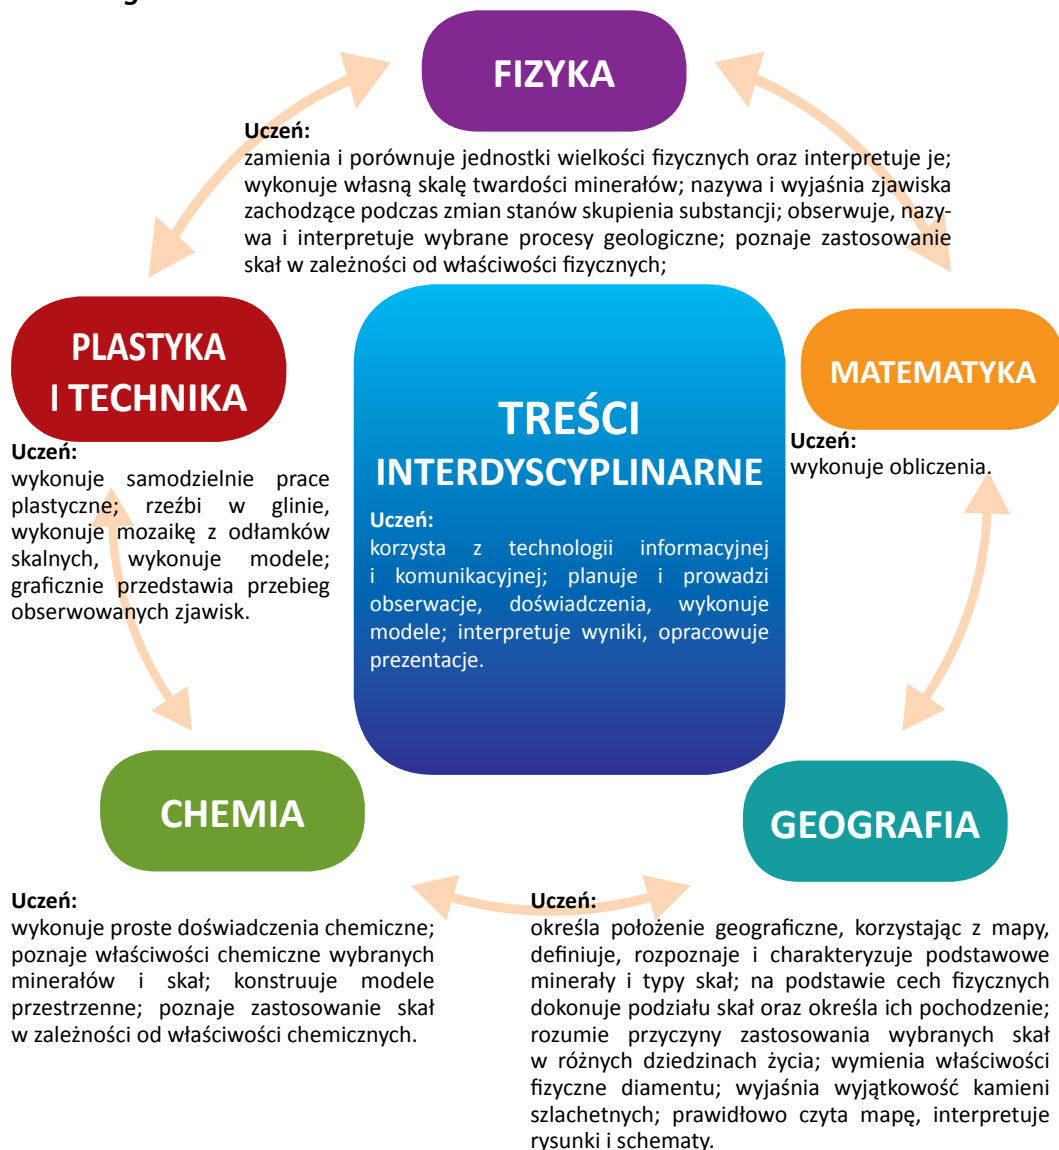 FIZYKA
Uczeń:
zamienia i porównuje jednostki wielkości fizycznych oraz interpretuje je;
wykonuje własną skalę twardości minerałów; nazywa i wyjaśnia zjawiska
zachodzące podczas zmian stanów skupienia substancji; obserwuje, nazy-
wa i interpretuje wybrane procesy geologiczne; poznaje zastosowanie
skał w zależności od właściwości fizycznych;
PLASTYKA
I TECHNIKA
Uczeń:
wykonuje samodzielnie prace
plastyczne; rzeźbi w glinie,
wykonuje mozaikę z odłamków
skalnych, wykonuje modele;
graficznie przedstawia przebieg
obserwowanych zjawisk.
TREŚCI
INTERDYSCYPLINARNE
Uczeń:
korzysta z technologii informacyjnej
i komunikacyjnej; planuje i prowadzi
obserwacje, doświadczenia, wykonuje
modele; interpretuje wyniki, opracowuje
prezentacje.
MATEMATYKA
Uczeń:
wykonuje obliczenia.
CHEMIA
Uczeń:
wykonuje proste doświadczenia chemiczne;
poznaje właściwości chemiczne wybranych
minerałów i skał; konstruuje modele
przestrzenne; poznaje zastosowanie skał
w zależności od właściwości chemicznych.
GEOGRAFIA
Uczeń:
określa położenie geograficzne, korzystając z mapy,
definiuje, rozpoznaje i charakteryzuje podstawowe
minerały i typy skał; na podstawie cech fizycznych
dokonuje podziału skał oraz określa ich pochodzenie;
rozumie przyczyny zastosowania wybranych skał
w różnych dziedzinach życia; wymienia właściwości
fizyczne diamentu; wyjaśnia wyjątkowość kamieni
szlachetnych; prawidłowo czyta mapę, interpretuje
rysunki i schematy.